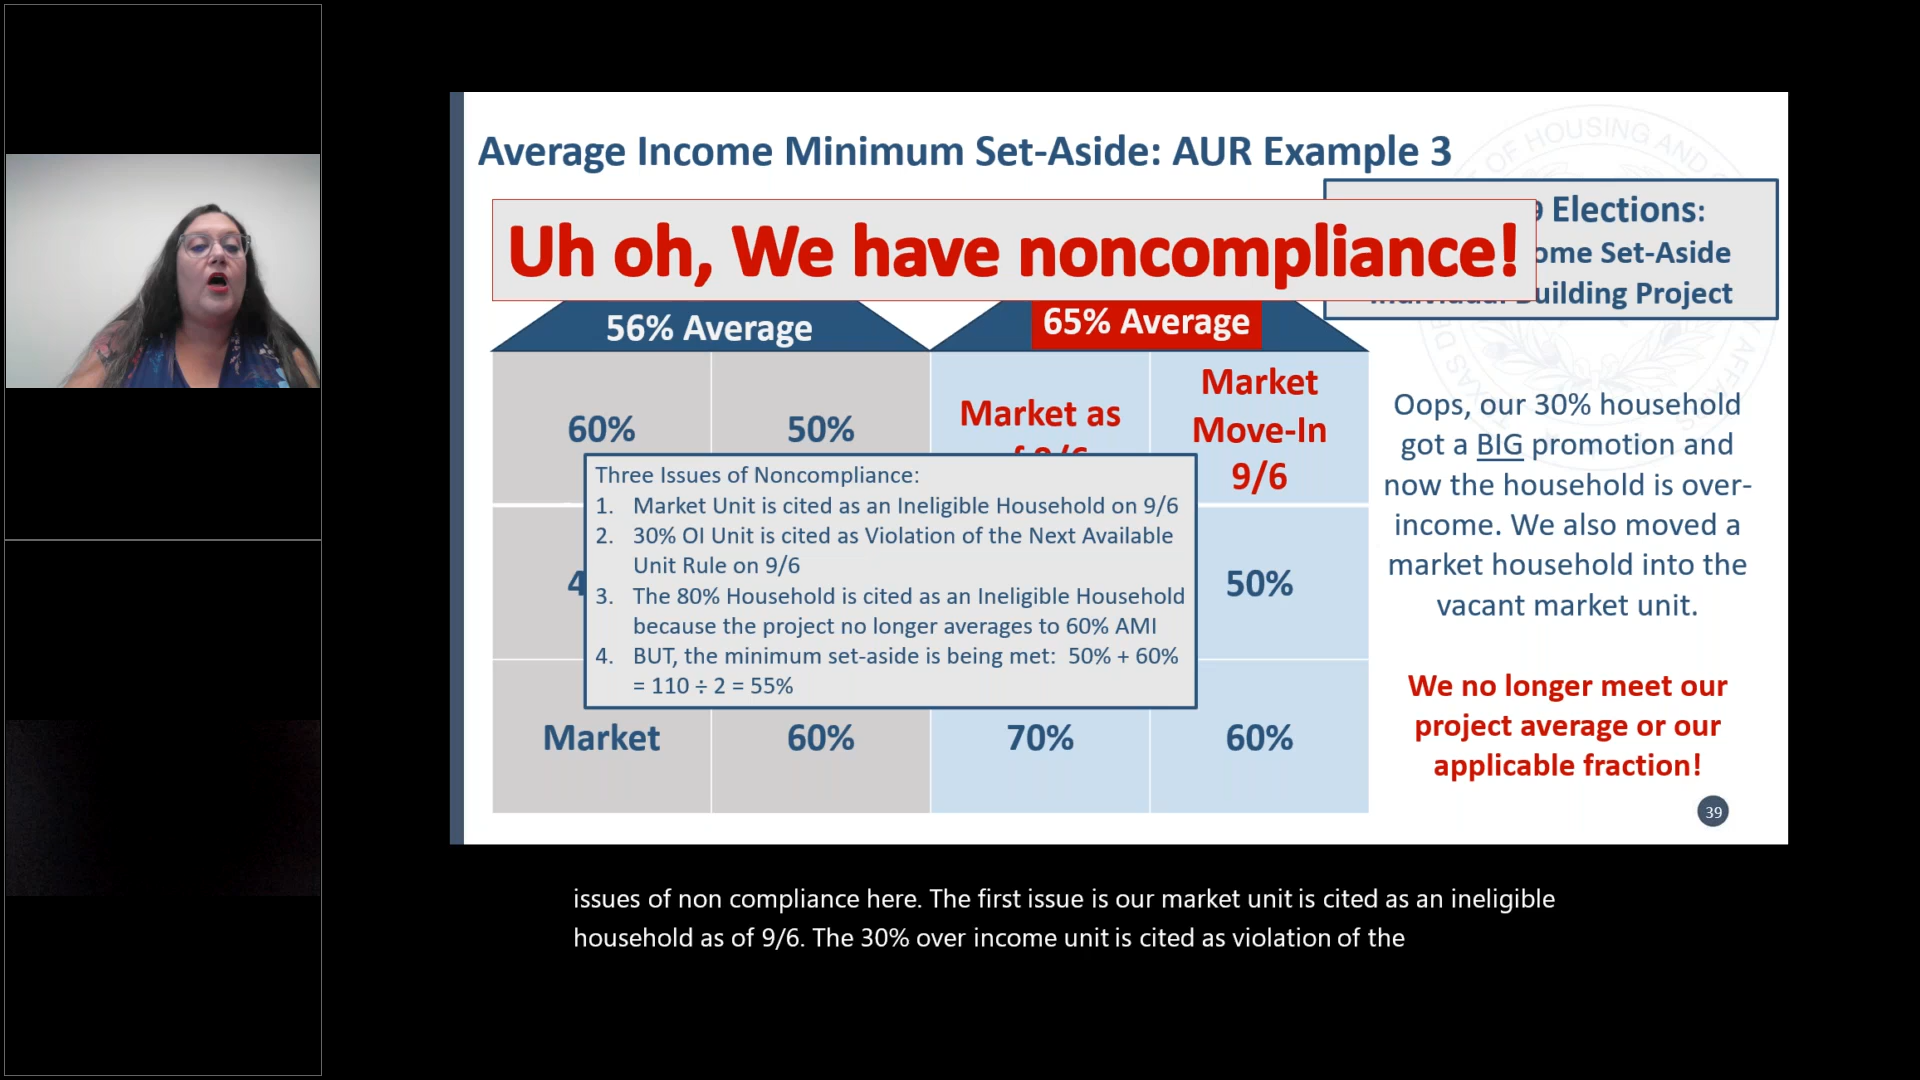 Average Income Minimum Set-Aside: AUR Example 3
Uh oh, We have noncompliance!
Elections:
Set-Aside
Building Project
56% Average
65% Average
60%
50%
Market as
Market
Move-In
9/6
Three Issues of Noncompliance:
1. Market Unit is cited as an Ineligible Household on 9/6
2. 30% OI Unit is cited as Violation of the Next Available
Unit Rule on 9/6
3. The 80% Household is cited as an Ineligible Household
because the project no longer averages to 60% AMI
4. BUT, the minimum set-aside is being met: 50% + 60%
= 110 ÷ 2 = 55%
50%
Market
60%
70%
60%
Oops, our 30% household
got a BIG promotion and
now the household is over-
income. We also moved a
market household into the
vacant market unit.
We no longer meet our
project average or our
applicable fraction!
39
issues of non compliance here. The first issue is our market unit is cited as an ineligible
household as of 9/6. The 30% over income unit is cited as violation of the